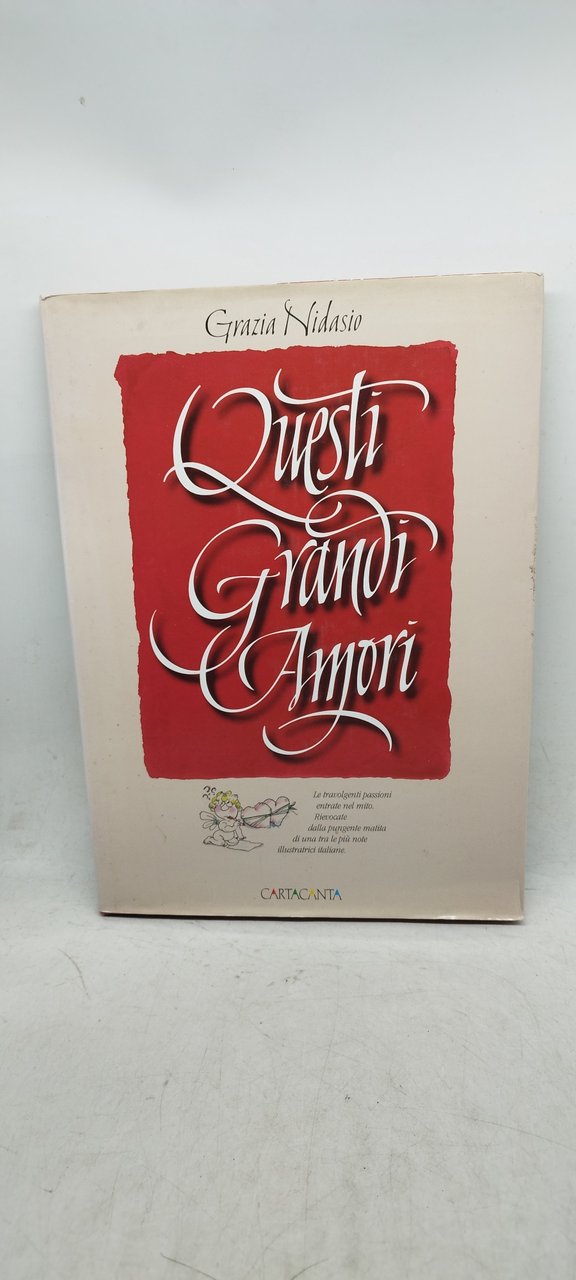 Grazia Nidasio
Questi
Grandi
Amori
Le travolgenti passioni
entrate nel mito.
Rievocate
dalla pungente matita
di una tra le più note
illustratrici italiane.
CARTACANTA